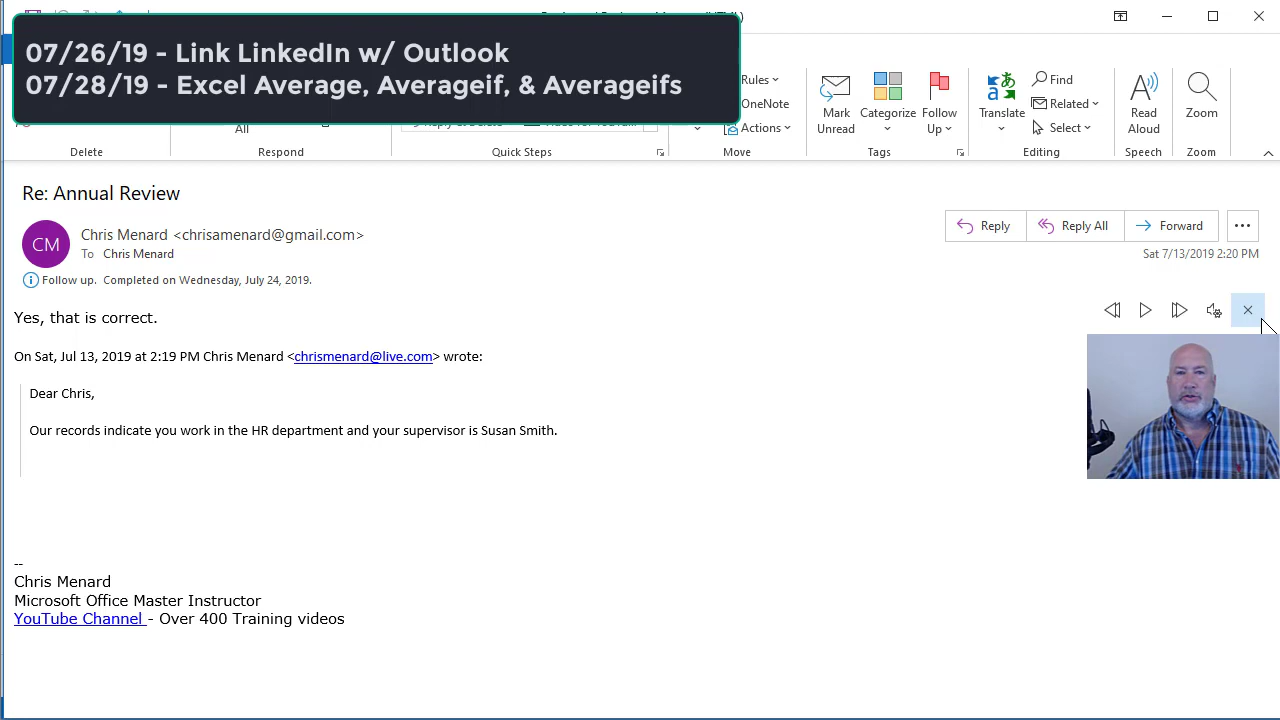 07/26/19 - Link LinkedIn w/ Outlook
07/28/19 - Excel Average, Averageif, & Averageifs
All
Rules
OneNote
Actions
Mark
Unread
Categorize
Follow
Up
Translate
Find
Related
Select
Read
Aloud
Zoom
Delete
Respond
Quick Steps
Move
Tags
Editing
Speech
Zoom
Re: Annual Review
CM
Chris Menard <chrisamenard@gmail.com>
To Chris Menard
Reply
Reply All
Forward
Sat 7/13/2019 2:20 PM
Follow up. Completed on Wednesday, July 24, 2019.
Yes, that is correct.
On Sat, Jul 13, 2019 at 2:19 PM Chris Menard <chrismenard@live.com> wrote:
Dear Chris,
Our records indicate you work in the HR department and your supervisor is Susan Smith.
--
Chris Menard
Microsoft Office Master Instructor
YouTube Channel - Over 400 Training videos